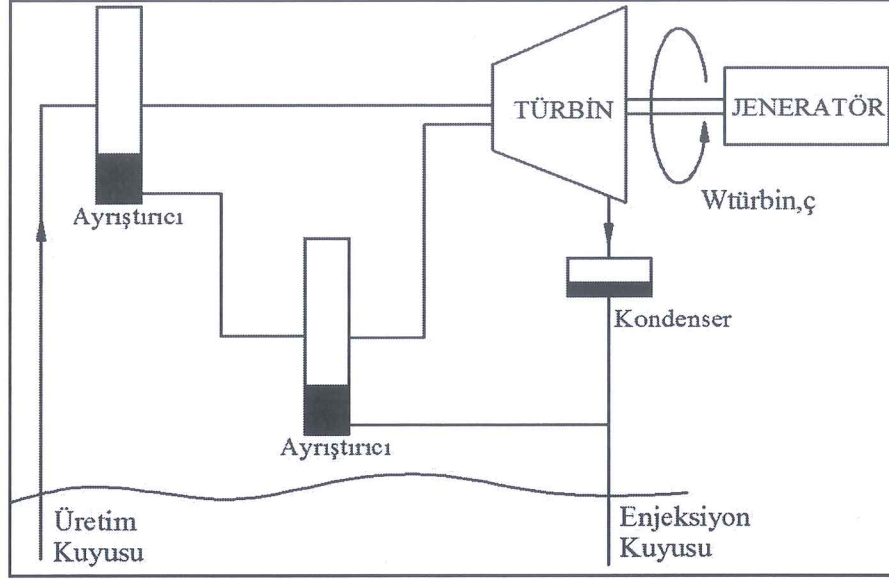 TÜRBİN
JENERATÖR
Wtürbin,ç
Ayrıştırıcı
Kondenser
Ayrıştırıcı
Üretim
Kuyusu
Enjeksiyon
Kuyusu